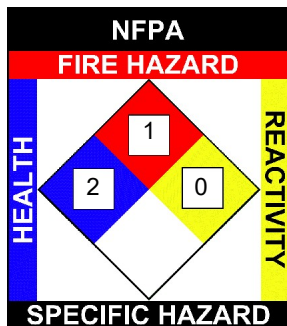 NFPA
FIRE HAZARD
HEALTH
1
2
0
REACTIVITY
SPECIFIC HAZARD